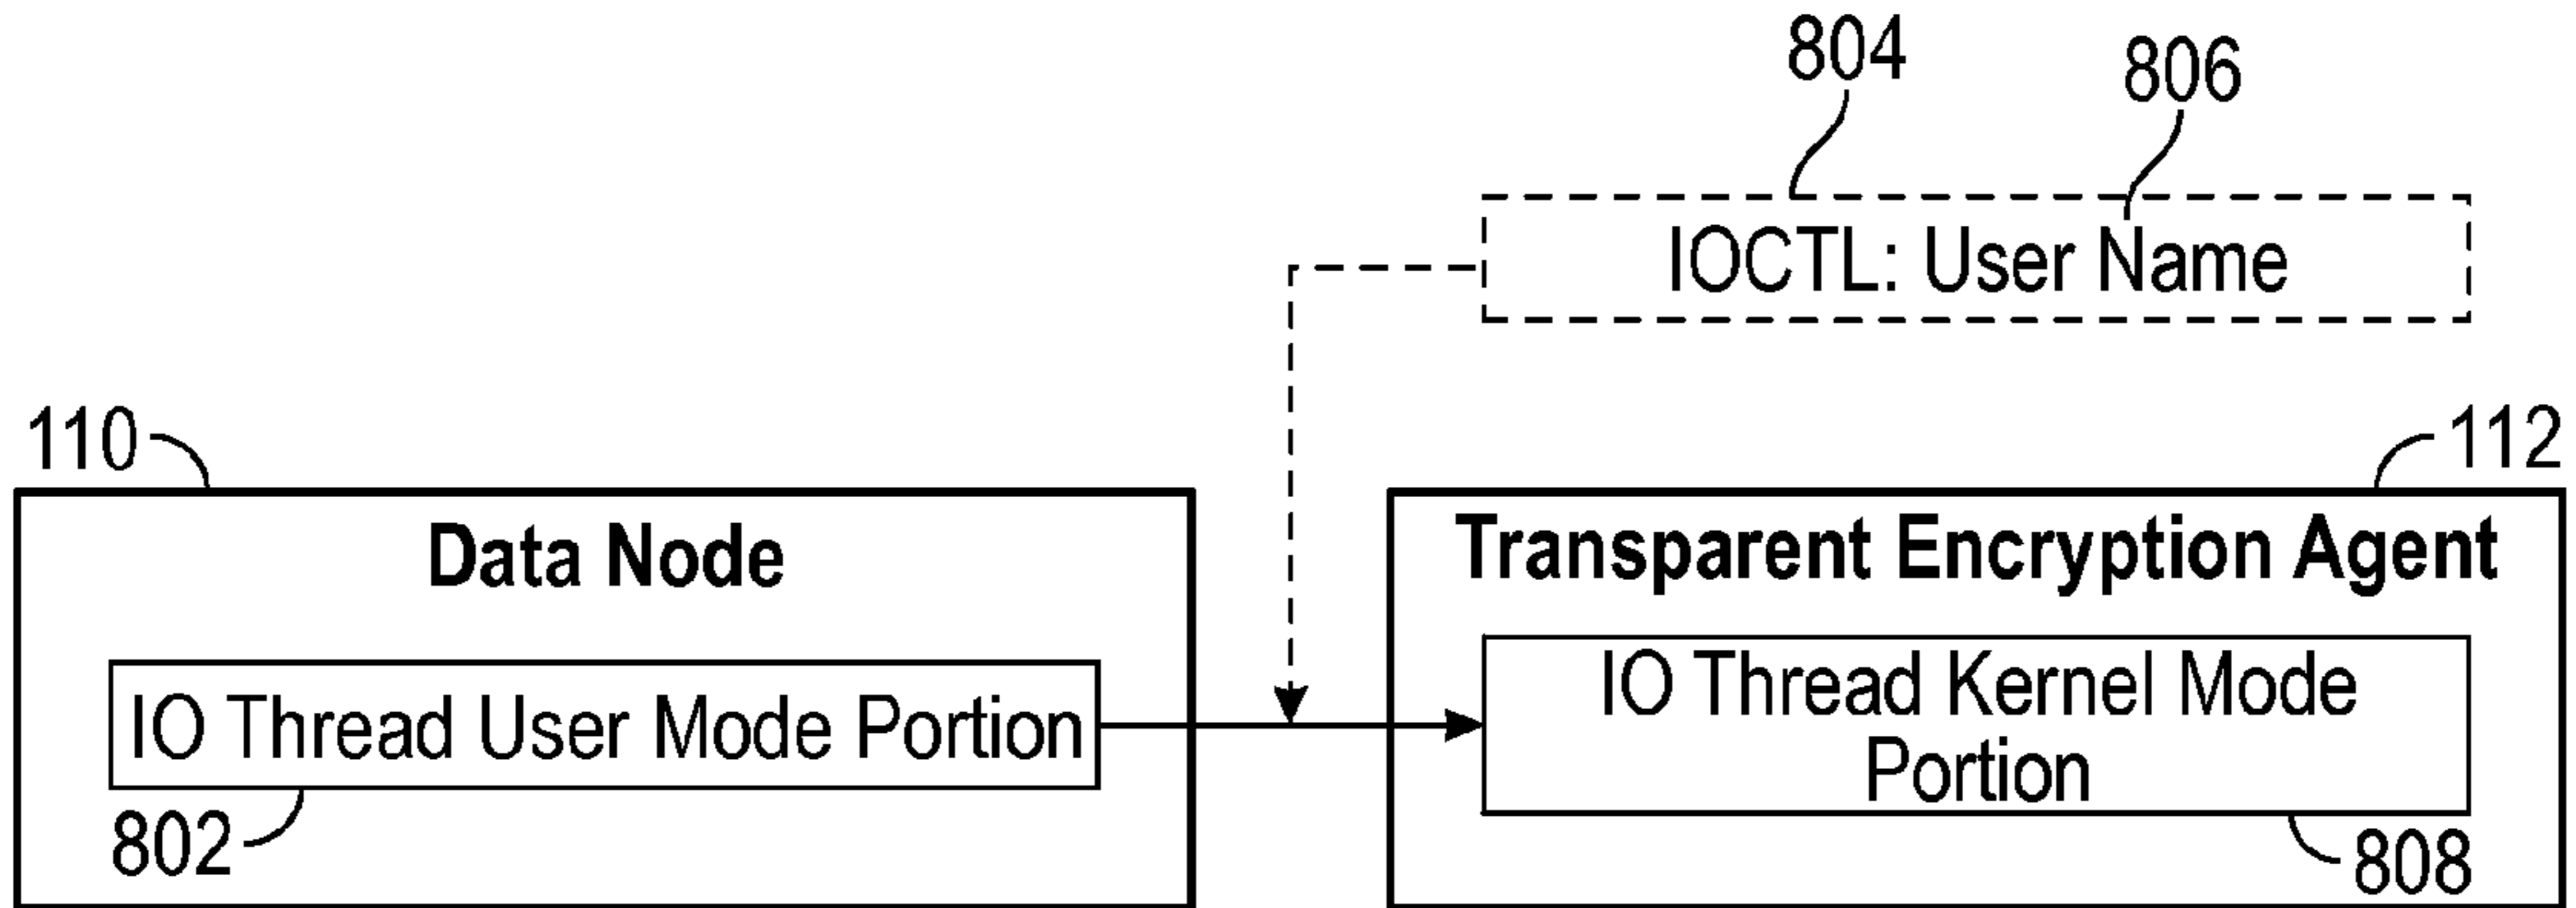 804
806
IOCTL: User Name
110
112
Data Node
Transparent Encryption Agent
IO Thread User Mode Portion
IO Thread Kernel Mode
Portion
802
808